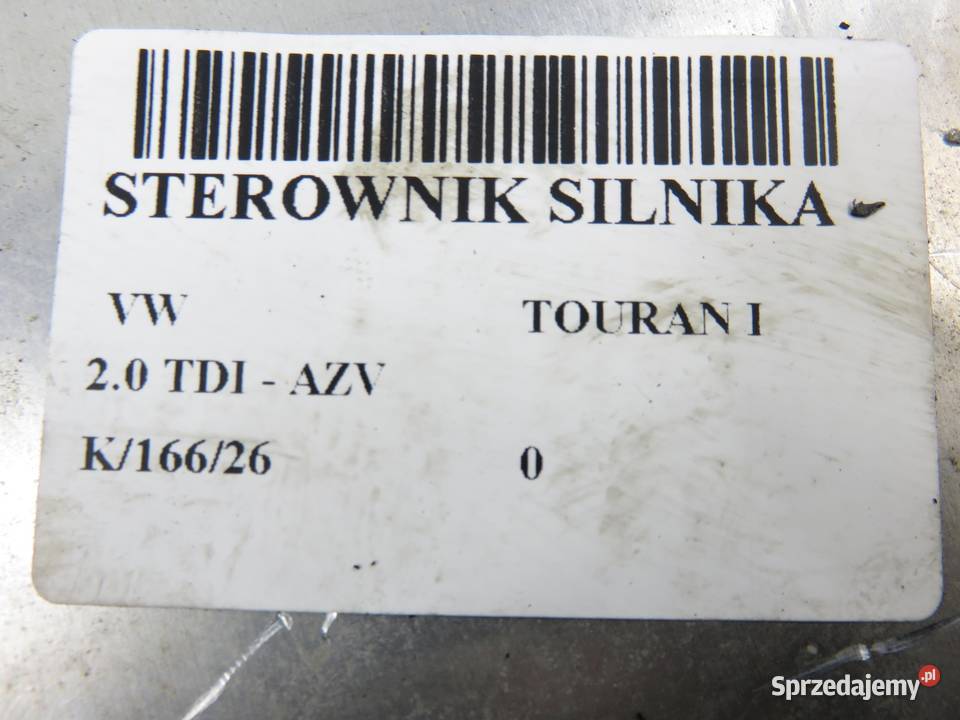 STEROWNIK SILNIKA
VW TOURAN I
2.0 TDI - AZV
K/166/26 0
Sprzedajemy.pl